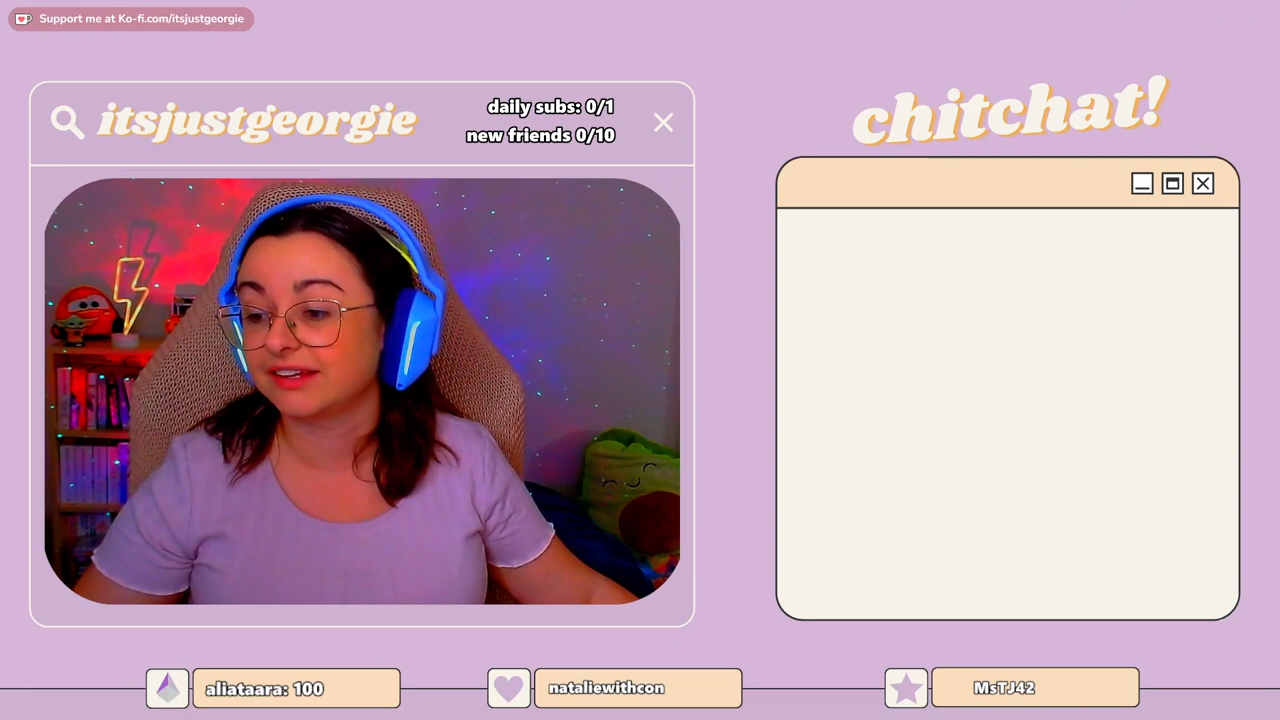 Support me at Ko-fi.com/itsjustgeorgie
itsjustgeorgie
daily subs: 0/1
new friends 0/10
chitchat!
aliataara: 100
nataliewithcon
MsTJ42